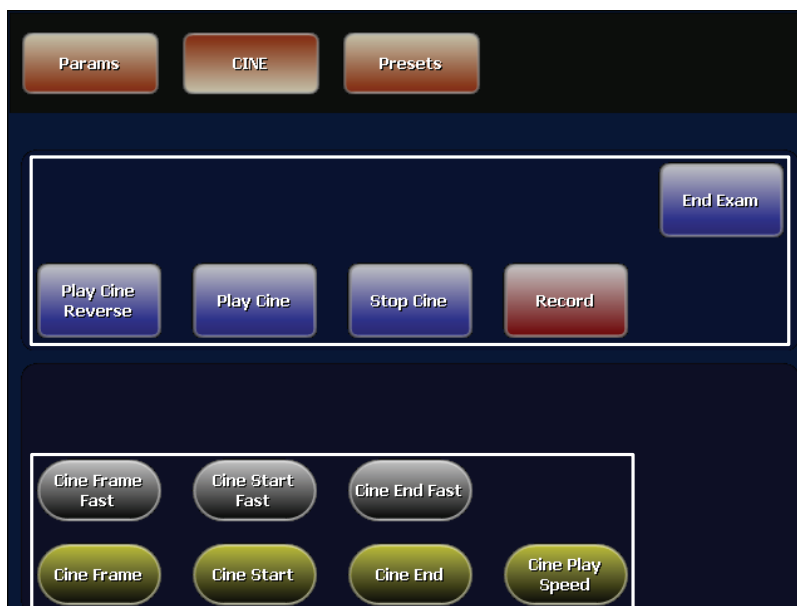 Params CINE Presets
End Exam
Play Cine
Reverse
Play Cine
Stop Cine
Record
Cine Frame
Fast
Cine Start
Fast
Cine End Fast
Cine Frame
Cine Start
Cine End
Cine Play
Speed